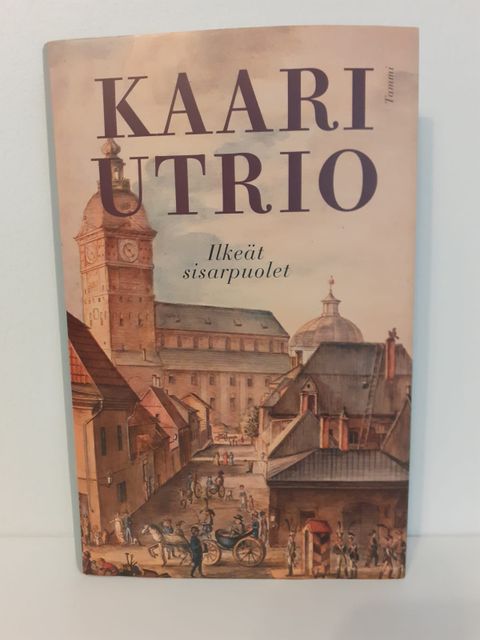 KAARI
UTRIO
Tammi
Ilkeät
sisarpuolet